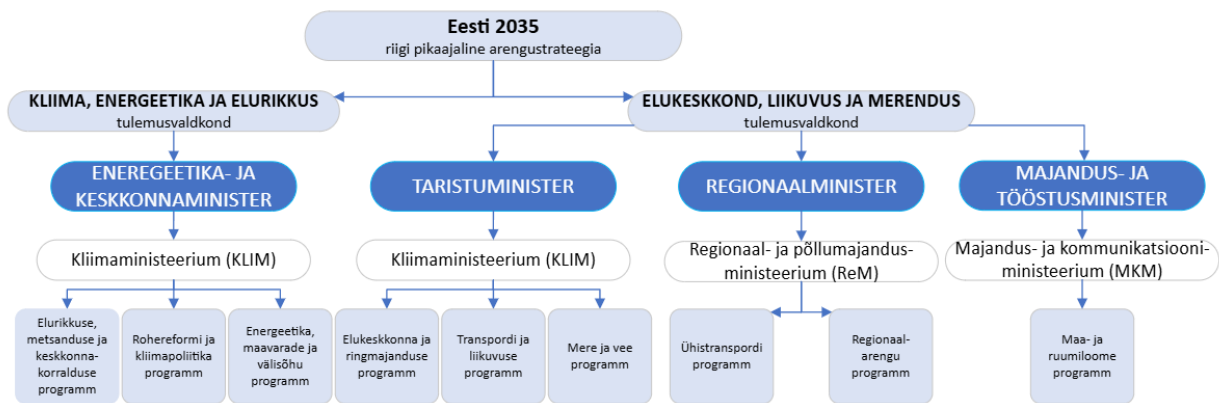 Eesti 2035
riigi pikaajaline arengustrateegia
KLIIMA, ENERGEETIKA JA ELURIKKUS
tulemusvaldkond
ELUKESKKOND, LIIKUVUS JA MERENDUS
tulemusvaldkond
ENEREGEETIKA- JA
KESKKONNAMINISTER
TARISTUMINISTER
REGIONAALMINISTER
MAJANDUS- JA
TÖÖSTUSMINISTER
Kliimaministeerium (KLIM)
Kliimaministeerium (KLIM)
Regionaal- ja põllumajandus-
ministeerium (ReM)
Majandus- ja kommunikatsiooni-
ministeerium (MKM)
Elurikkuse,
metsanduse ja
keskkonna-
korralduse
programm
Rohereformi ja
kliimapoliitika
programm
Energeetika,
maavarade ja
välisõhu
programm
Elukeskkonna ja
ringmajanduse
programm
Transpordi ja
liikuvuse
programm
Mere ja vee
programm
Ühistranspordi
programm
Regionaal-
arengu
programm
Maa- ja
ruumiloome
programm